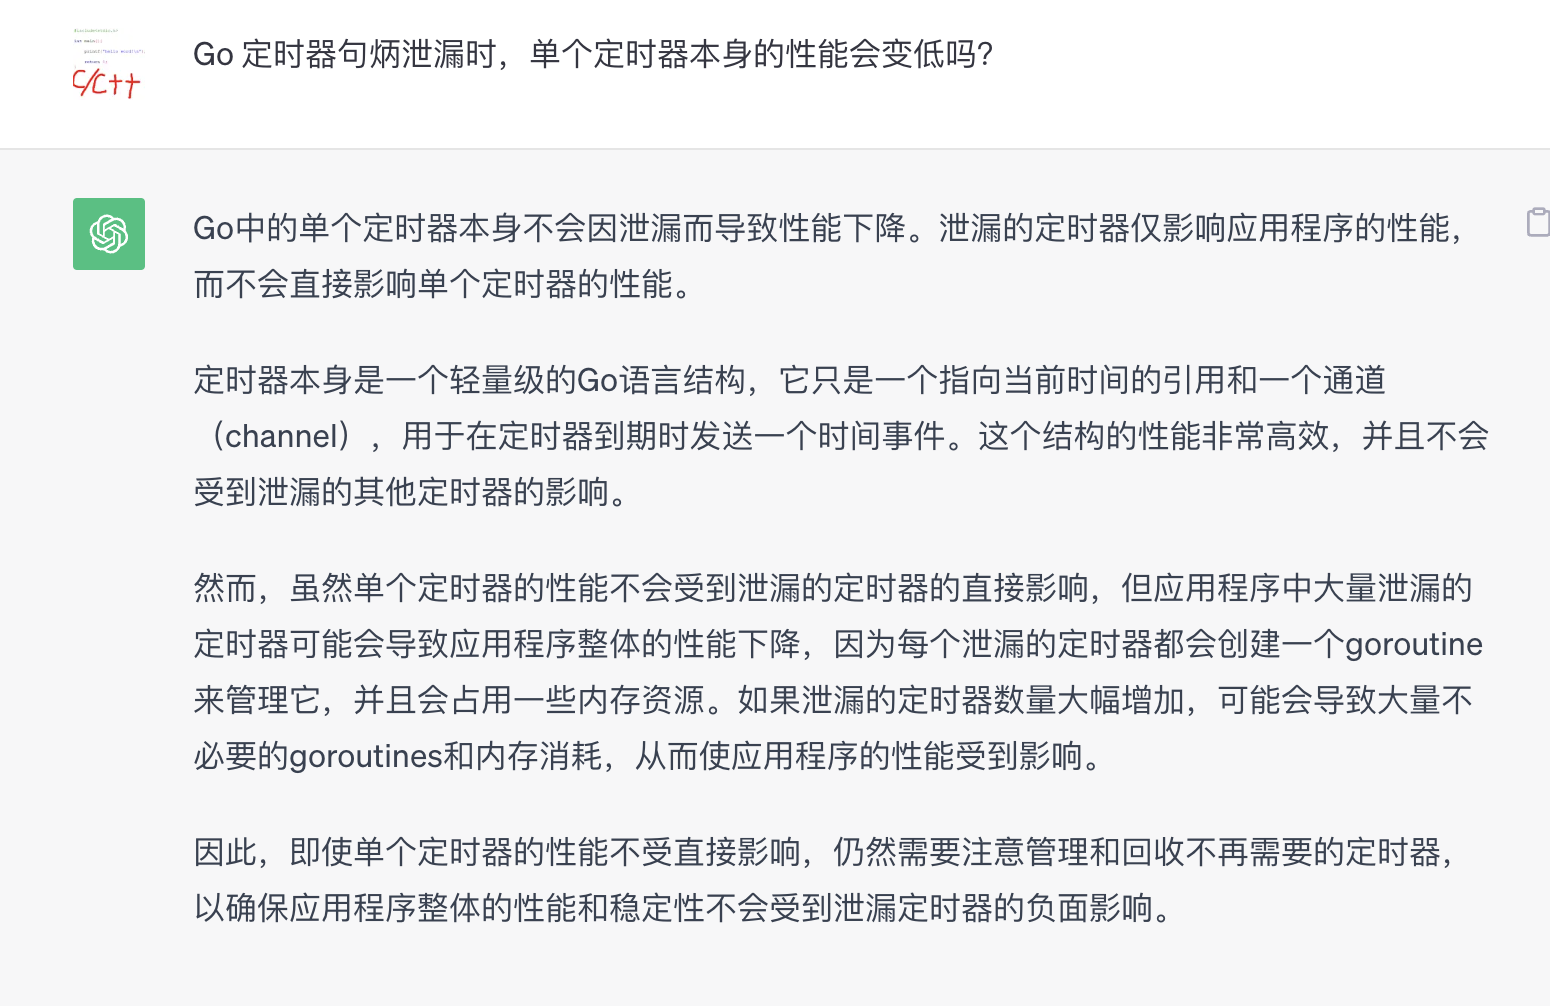 #include<stdio.h>
int main()
printf("hello word!\n");
return 0;
C/C++
Go 定时器句炳泄漏时，单个定时器本身的性能会变低吗？
Go中的单个定时器本身不会因泄漏而导致性能下降。泄漏的定时器仅影响应用程序的性能，
而不会直接影响单个定时器的性能。
定时器本身是一个轻量级的Go语言结构，它只是一个指向当前时间的引用和一个通道
（channel），用于在定时器到期时发送一个时间事件。这个结构的性能非常高效，并且不会
受到泄漏的其他定时器的影响。
然而，虽然单个定时器的性能不会受到泄漏的定时器的直接影响，但应用程序中大量泄漏的
定时器可能会导致应用程序整体的性能下降，因为每个泄漏的定时器都会创建一个goroutine
来管理它，并且会占用一些内存资源。如果泄漏的定时器数量大幅增加，可能会导致大量不
必要的goroutines和内存消耗，从而使应用程序的性能受到影响。
因此，即使单个定时器的性能不受直接影响，仍然需要注意管理和回收不再需要的定时器，
以确保应用程序整体的性能和稳定性不会受到泄漏定时器的负面影响。